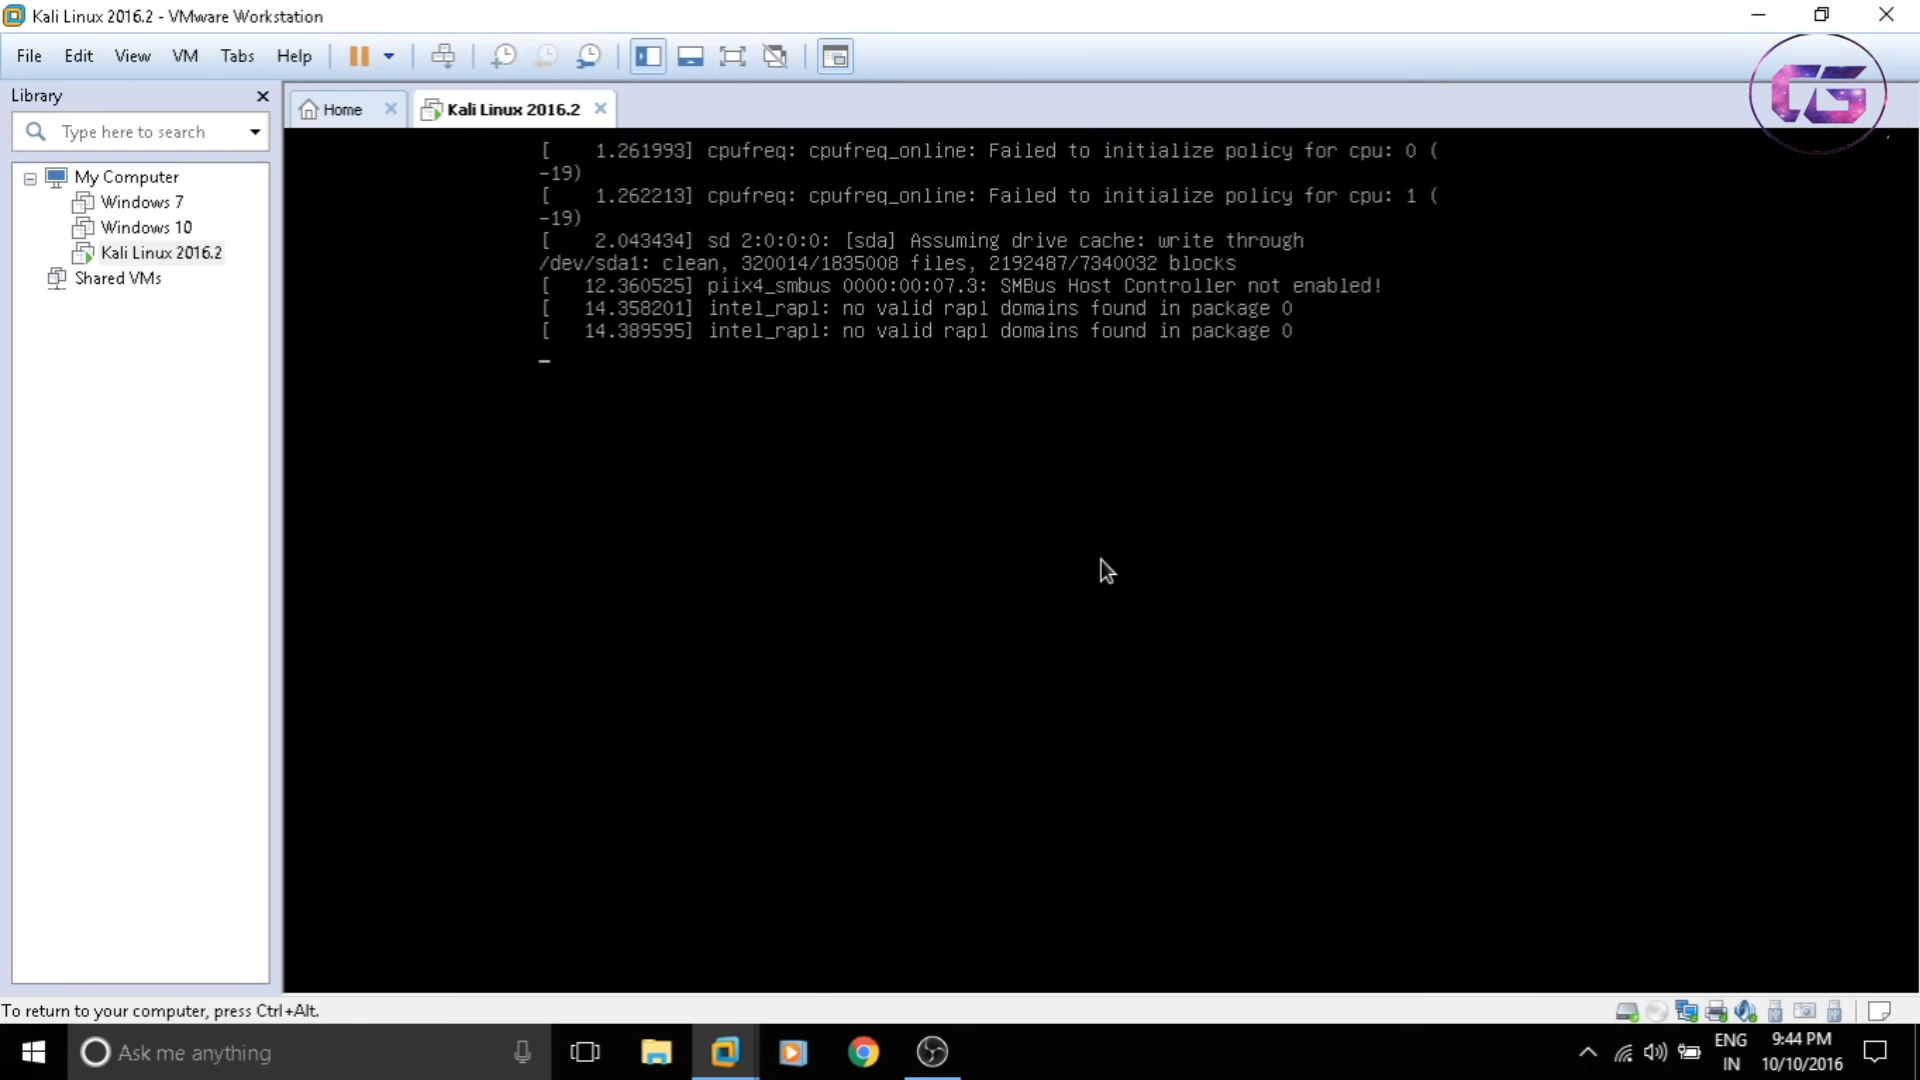 Kali Linux 2016.2 - VMware Workstation
File Edit View VM Tabs Help
Library
Type here to search
My Computer
Windows 7
Windows 10
Kali Linux 2016.2
Shared VMs
Home
Kali Linux 2016.2
CG
[    1.261993] cpufreq: cpufreq_online: Failed to initialize policy for cpu: 0 (
-19)
[    1.262213] cpufreq: cpufreq_online: Failed to initialize policy for cpu: 1 (
-19)
[    2.043434] sd 2:0:0:0: [sda] Assuming drive cache: write through
/dev/sda1: clean, 320014/1835008 files, 2192487/7340032 blocks
[   12.360525] piix4_smbus 0000:00:07.3: SMBus Host Controller not enabled!
[   14.358201] intel_rapl: no valid rapl domains found in package 0
[   14.389595] intel_rapl: no valid rapl domains found in package 0
To return to your computer, press Ctrl+Alt.
Ask me anything
ENG
IN
9:44 PM
10/10/2016